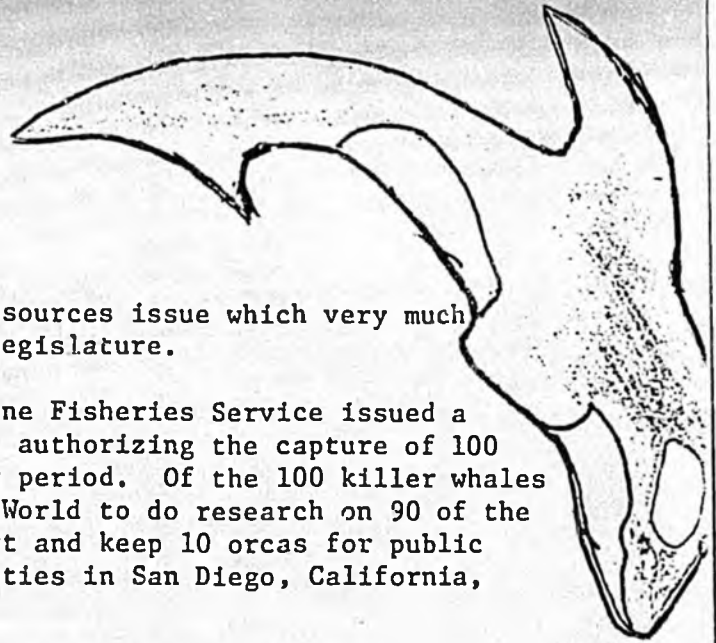 sources issue which very much
egislature.
ne Fisheries Service issued a
authorizing the capture of 100
period. Of the 100 killer whales
World to do research on 90 of the
t and keep 10 orcas for public
ties in San Diego, California,